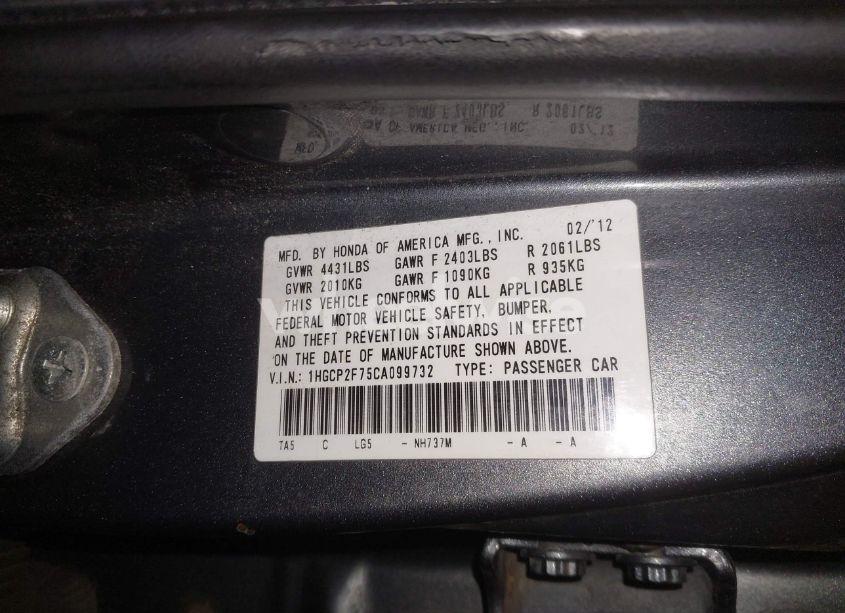 MFD. BY HONDA OF AMERICA MFG., INC. 02/'12
GVWR 4431LBS GAWR F 2403LBS R 2061LBS
GVWR 2010KG GAWR F 1090KG R 935KG
THIS VEHICLE CONFORMS TO ALL APPLICABLE
FEDERAL MOTOR VEHICLE SAFETY, BUMPER,
AND THEFT PREVENTION STANDARDS IN EFFECT
ON THE DATE OF MANUFACTURE SHOWN ABOVE.
V.I.N.: 1HGCP2F75CA099732 TYPE: PASSENGER CAR
TA5 C LG5 - NH737M - A - A